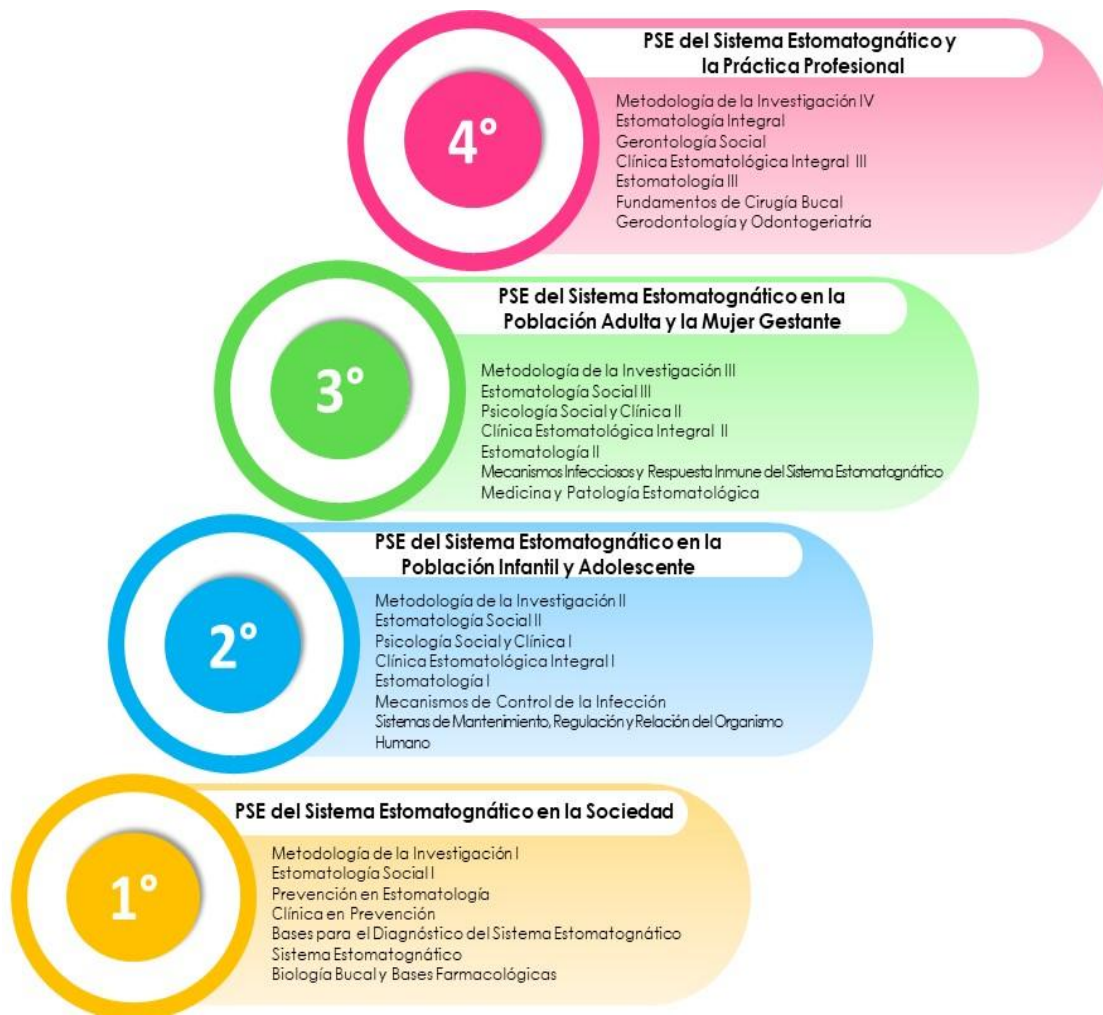 4°
PSE del Sistema Estomatognático y
la Práctica Profesional
Metodología de la Investigación IV
Estomatología Integral
Gerontología Social
Clínica Estomatológica Integral III
Estomatología III
Fundamentos de Cirugía Bucal
Gerodontología y Odontogeriatría
3°
PSE del Sistema Estomatognático en la
Población Adulta y la Mujer Gestante
Metodología de la Investigación III
Estomatología Social III
Psicología Social y Clínica II
Clínica Estomatológica Integral II
Estomatología II
Mecanismos Infecciosos y Respuesta Inmune del Sistema Estomatognático
Medicina y Patología Estomatológica
2°
PSE del Sistema Estomatognático en la
Población Infantil y Adolescente
Metodología de la Investigación II
Estomatología Social II
Psicología Social y Clínica I
Clínica Estomatológica Integral I
Estomatología I
Mecanismos de Control de la Infección
Sistemas de Mantenimiento, Regulación y Relación del Organismo
Humano
1°
PSE del Sistema Estomatognático en la Sociedad
Metodología de la Investigación I
Estomatología Social I
Prevención en Estomatología
Clínica en Prevención
Bases para el Diagnóstico del Sistema Estomatognático
Sistema Estomatognático
Biología Bucal y Bases Farmacológicas